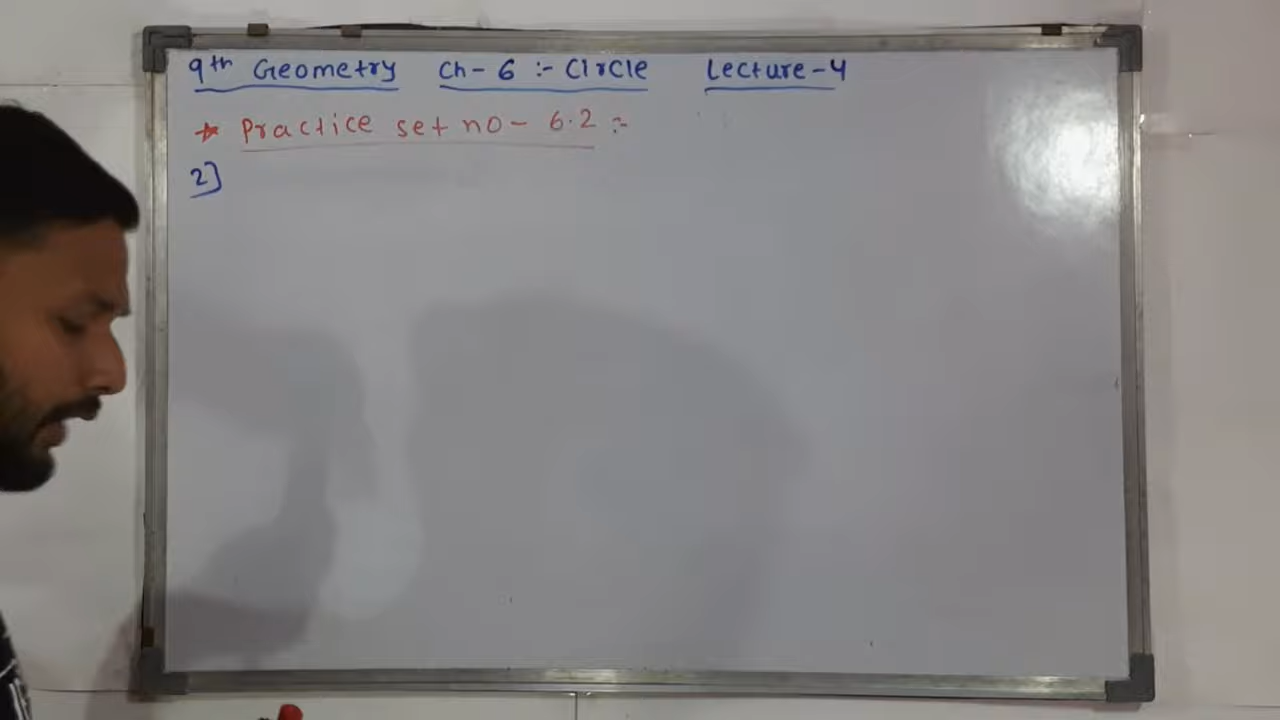 9th Geometry Ch-6 :- Circle Lecture-4
* Practice set no- 6.2 :-
2]